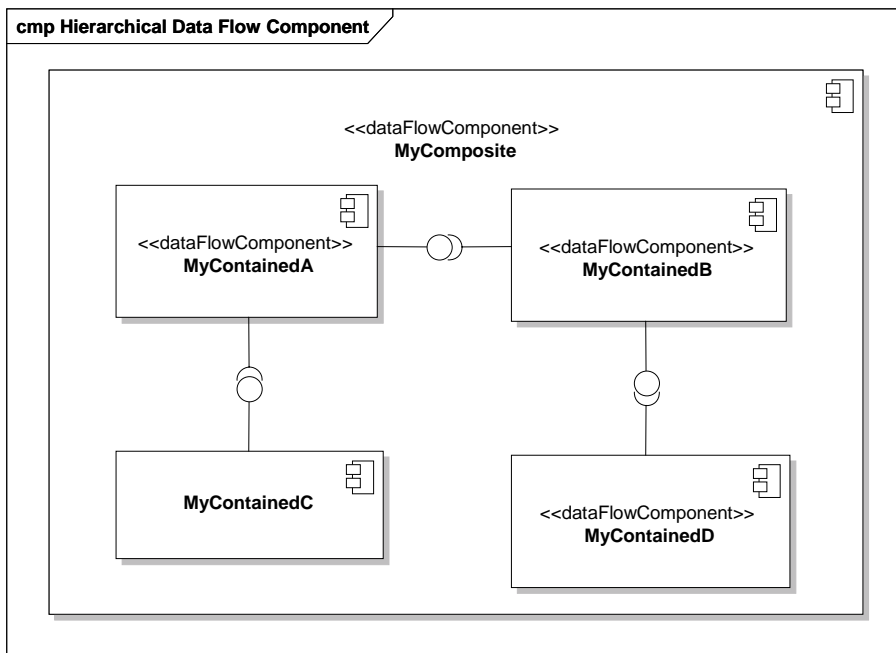 cmp Hierarchical Data Flow Component
<<dataFlowComponent>>
MyComposite
<<dataFlowComponent>>
MyContainedA
<<dataFlowComponent>>
MyContainedB
MyContainedC
<<dataFlowComponent>>
MyContainedD